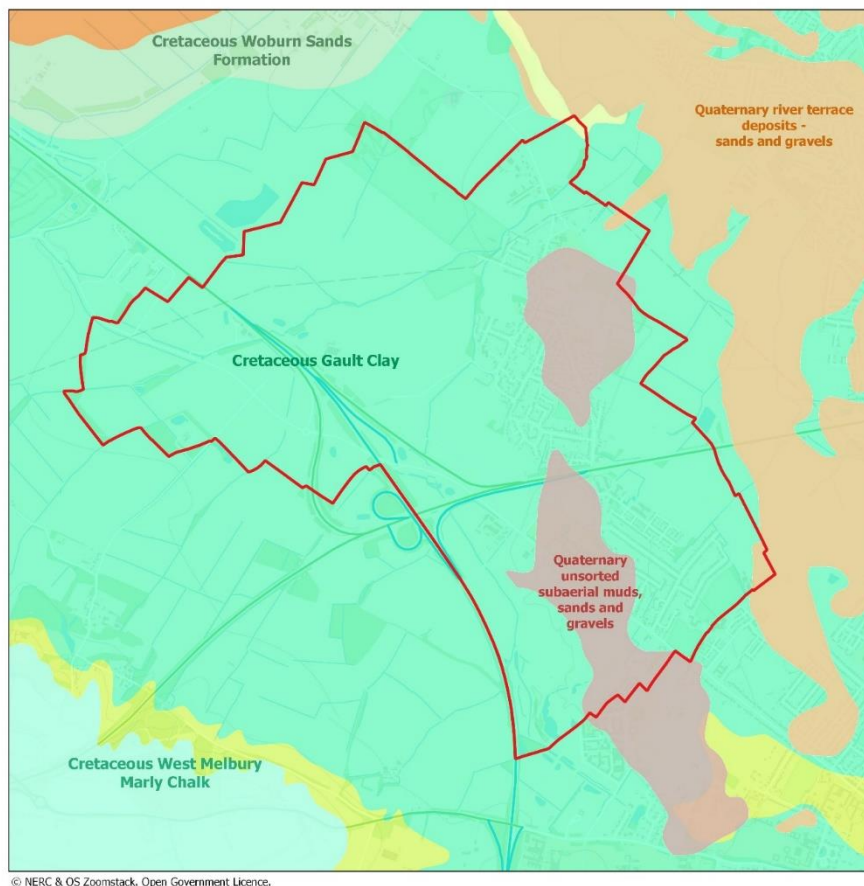 Cretaceous Woburn Sands
Formation
Quaternary river terrace
deposits -
sands and gravels
Cretaceous Gault Clay
Quaternary
unsorted
subaerial muds,
sands and
gravels
Cretaceous West Melbury
Marly Chalk
© NERC & OS Zoomstack. Open Government Licence.